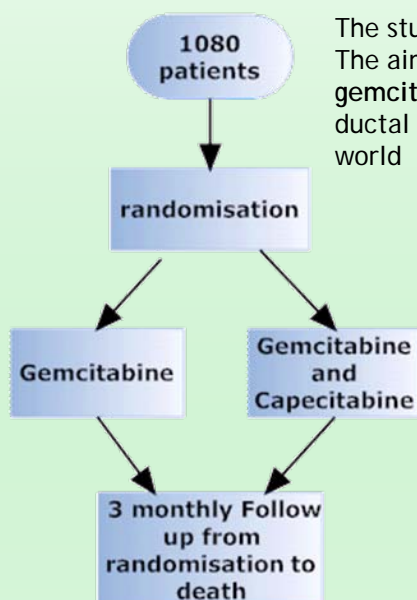 1080
patients
The stu
The air
gemcit
ductal
world
randomisation
Gemcitabine
Gemcitabine
and
Capecitabine
3 monthly Follow
up from
randomisation to
death